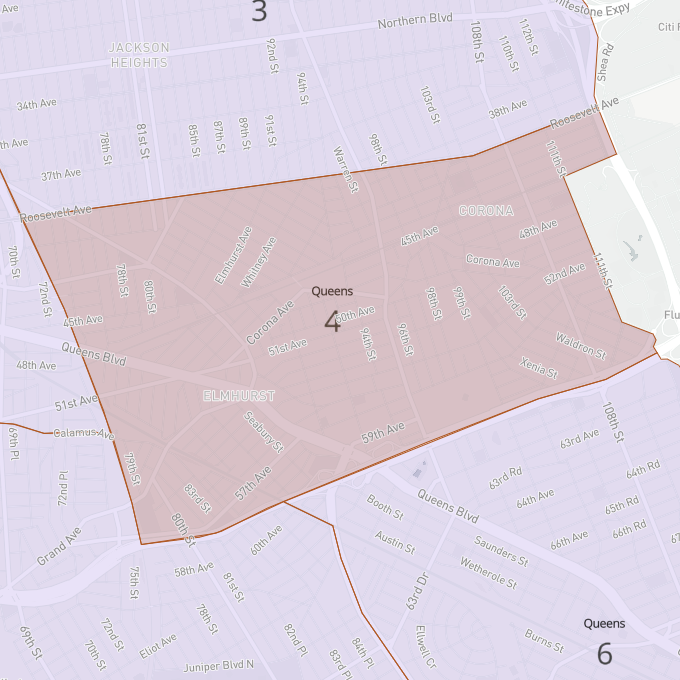 3
Northern Blvd
Whitestone Expy
Citi F
Shea Rd
112th St
110th St
108th St
JACKSON
HEIGHTS
92nd St
94th St
103rd St
38th Ave
Roosevelt Ave
34th Ave
78th St
81st St
85th St
87th St
89th St
91st St
Warren St
98th St
111th St
37th Ave
Roosevelt Ave
CORONA
70th St
72nd St
78th St
80th St
Elmhurst Ave
Whitney Ave
45th Ave
48th Ave
Corona Ave
52nd Ave
111th St
Queens
4
45th Ave
Corona Ave
50th Ave
51st Ave
94th St
96th St
98th St
99th St
103rd St
Waldron St
Xenia St
Flu
Queens Blvd
48th Ave
51st Ave
ELMHURST
Seabury St
59th Ave
57th Ave
Calamus Ave
69th Pl
72nd Pl
79th St
83rd St
80th St
108th St
63rd Ave
64th Rd
63rd Rd
64th Ave
65th Rd
66th Rd
66th Ave
67
Queens Blvd
Booth St
Austin St
Saunders St
Wetherole St
63rd Dr
Grand Ave
60th Ave
58th Ave
75th St
81st St
78th St
69th St
72nd St
70th St
Eliot Ave
Juniper Blvd N
82nd Pl
83rd Pl
84th Pl
Ellwell Cr
Burns St
Queens
6